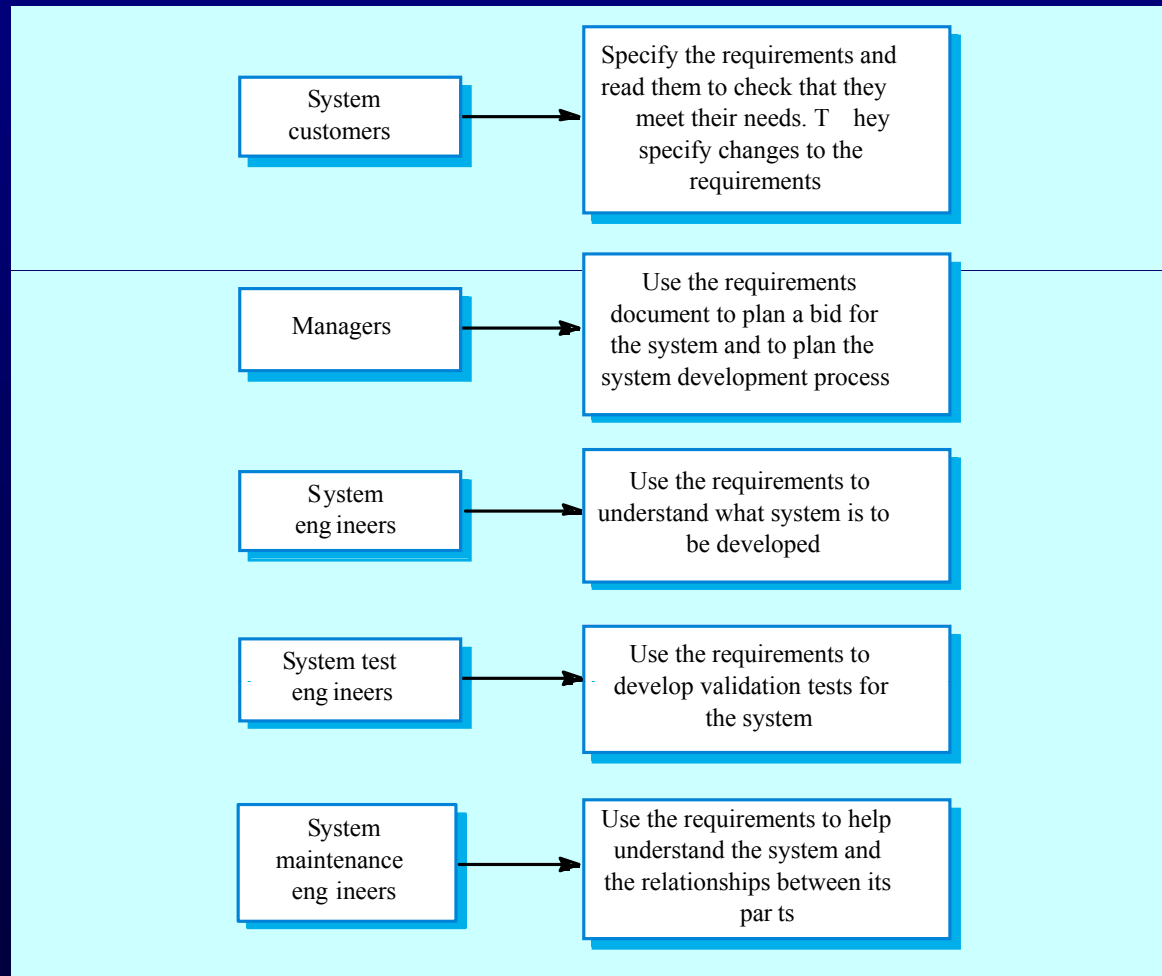 System
customers
Specify the requirements and
read them to check that they
meet their needs. T hey
specify changes to the
requirements
Managers
Use the requirements
document to plan a bid for
the system and to plan the
system development process
System
eng ineers
Use the requirements to
understand what system is to
be developed
System test
eng ineers
Use the requirements to
develop validation tests for
the system
System
maintenance
eng ineers
Use the requirements to help
understand the system and
the relationships between its
par ts